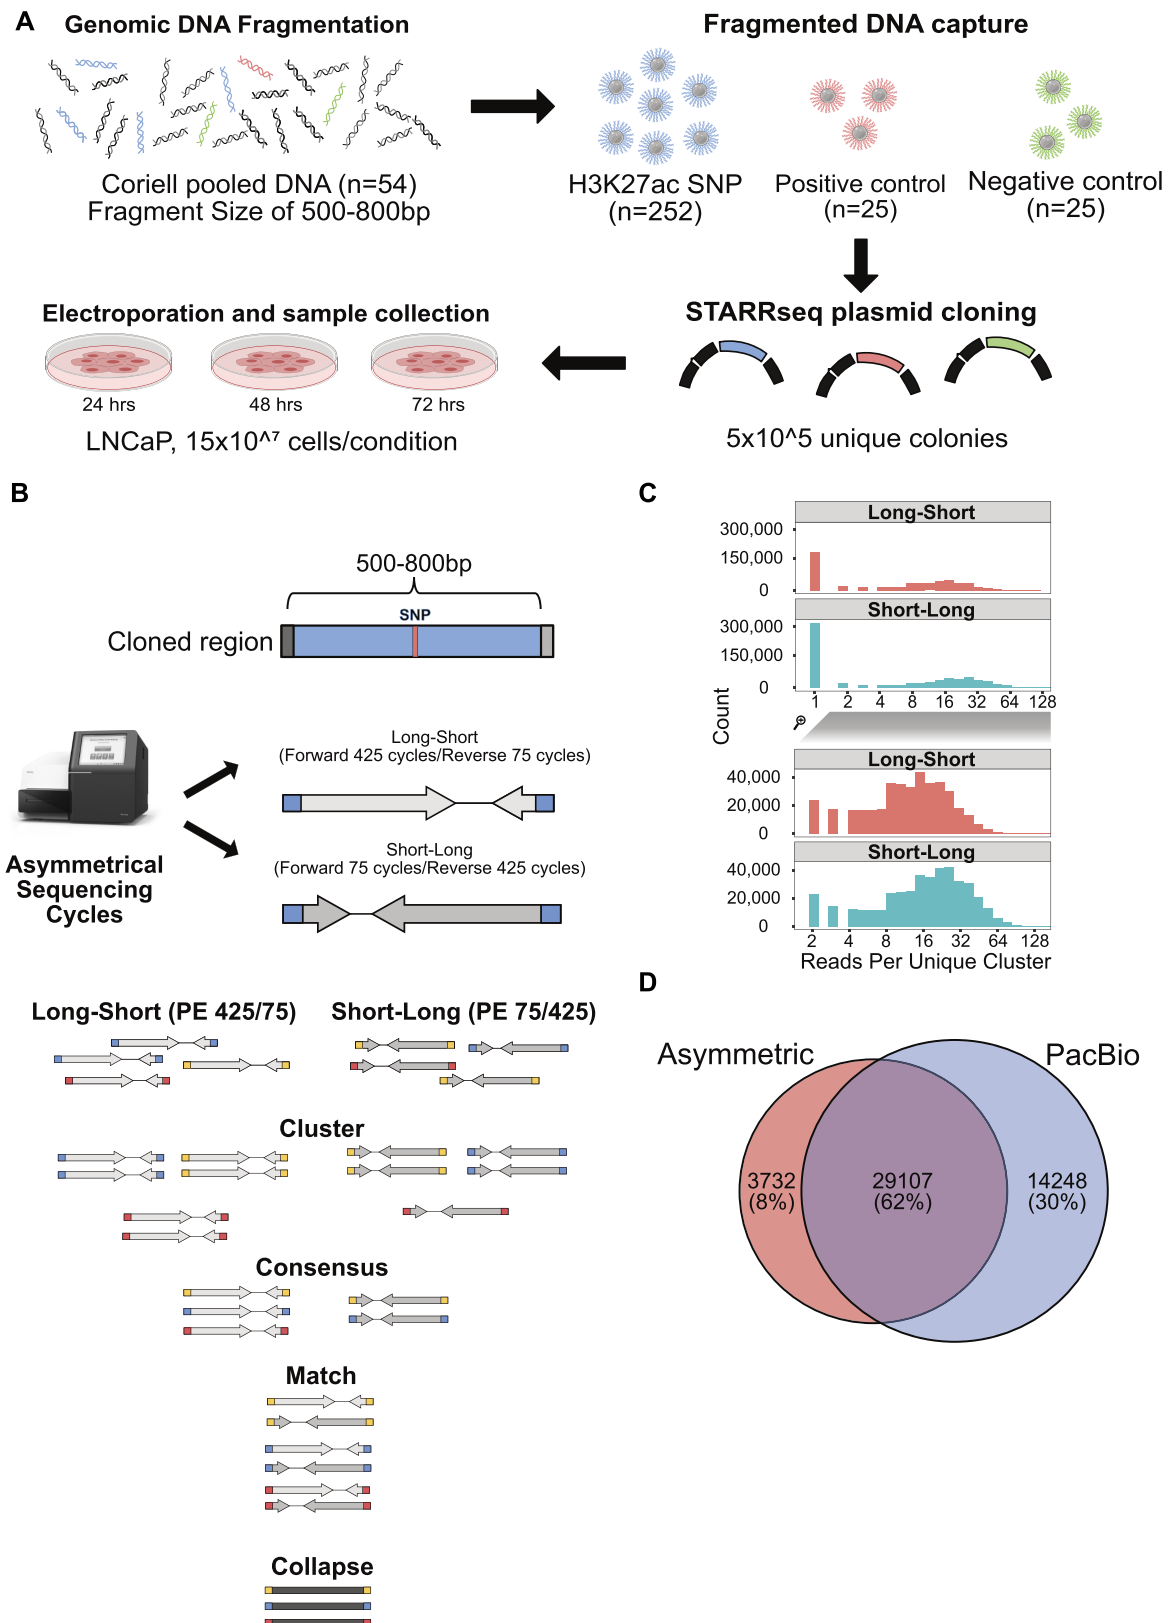 A
Genomic DNA Fragmentation
Fragmented DNA capture
Coriell pooled DNA (n=54)
Fragment Size of 500-800bp
H3K27ac SNP
(n=252)
Positive control
(n=25)
Negative control
(n=25)
Electroporation and sample collection
STARRseq plasmid cloning
24 hrs
48 hrs
72 hrs
LNCaP, 15x10^⁷ cells/condition
5x10^5 unique colonies
B
500-800bp
SNP
Cloned region
Long-Short
(Forward 425 cycles/Reverse 75 cycles)
Short-Long
(Forward 75 cycles/Reverse 425 cycles)
Asymmetrical
Sequencing
Cycles
Long-Short (PE 425/75)
Short-Long (PE 75/425)
Cluster
Consensus
Match
Collapse
C
Long-Short
300,000
150,000
0
Short-Long
300,000
150,000
0
1 2 4 8 16 32 64 128
Count
Long-Short
40,000
20,000
0
Short-Long
40,000
20,000
0
2 4 8 16 32 64 128
Reads Per Unique Cluster
D
Asymmetric
PacBio
3732
(8%)
29107
(62%)
14248
(30%)